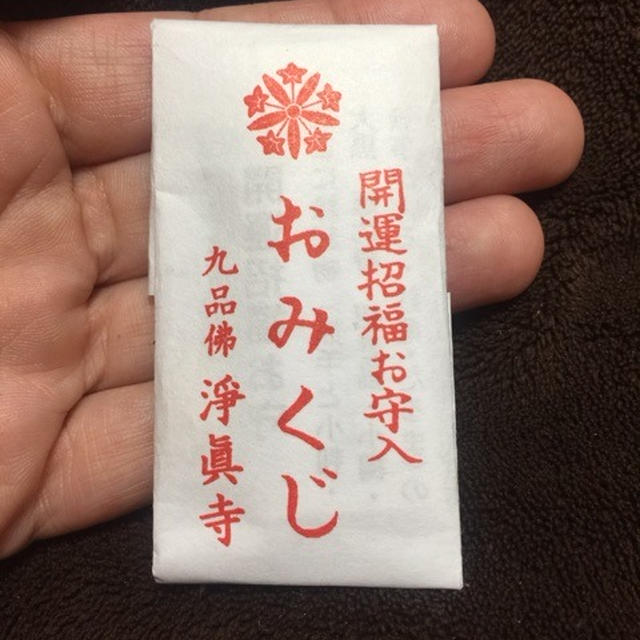 開運招福お守入
おみくじ
九品佛 淨眞寺